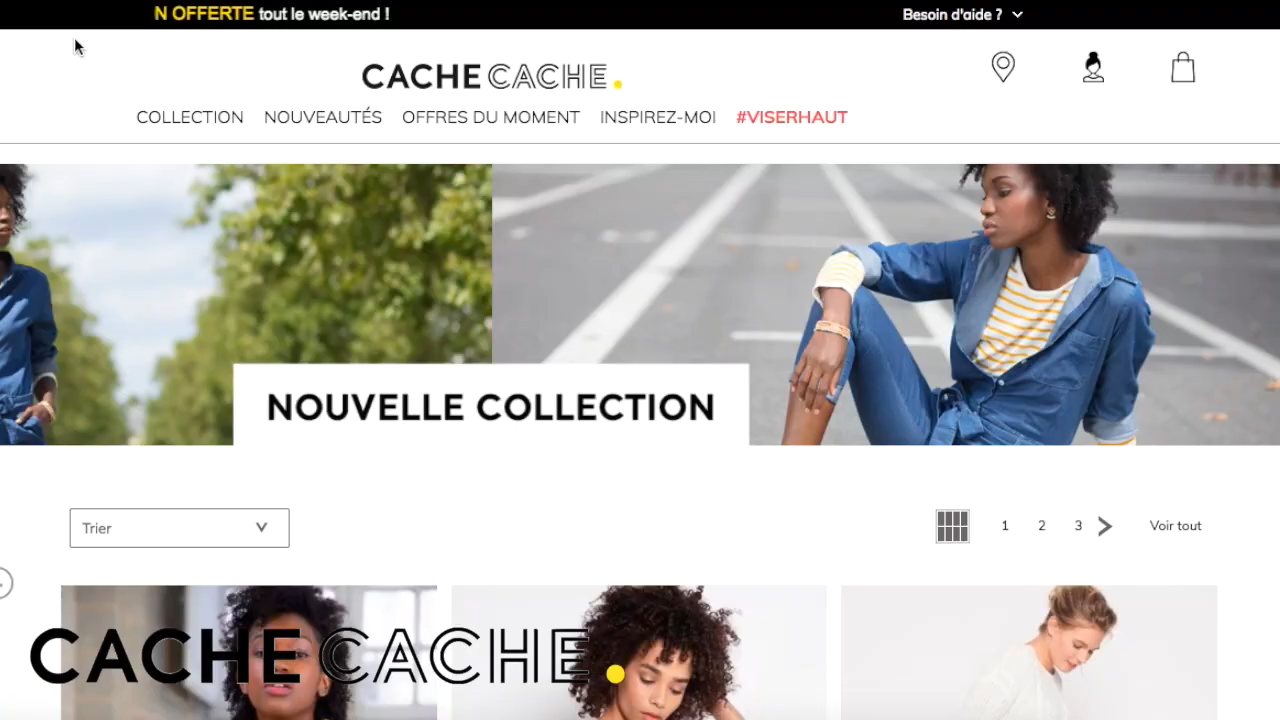 N OFFERTE tout le week-end !
Besoin d'aide ?
CACHE CACHE.
COLLECTION NOUVEAUTÉS OFFRES DU MOMENT INSPIREZ-MOI #VISERHAUT
NOUVELLE COLLECTION
Trier
1 2 3 Voir tout
CACHE CACHE.